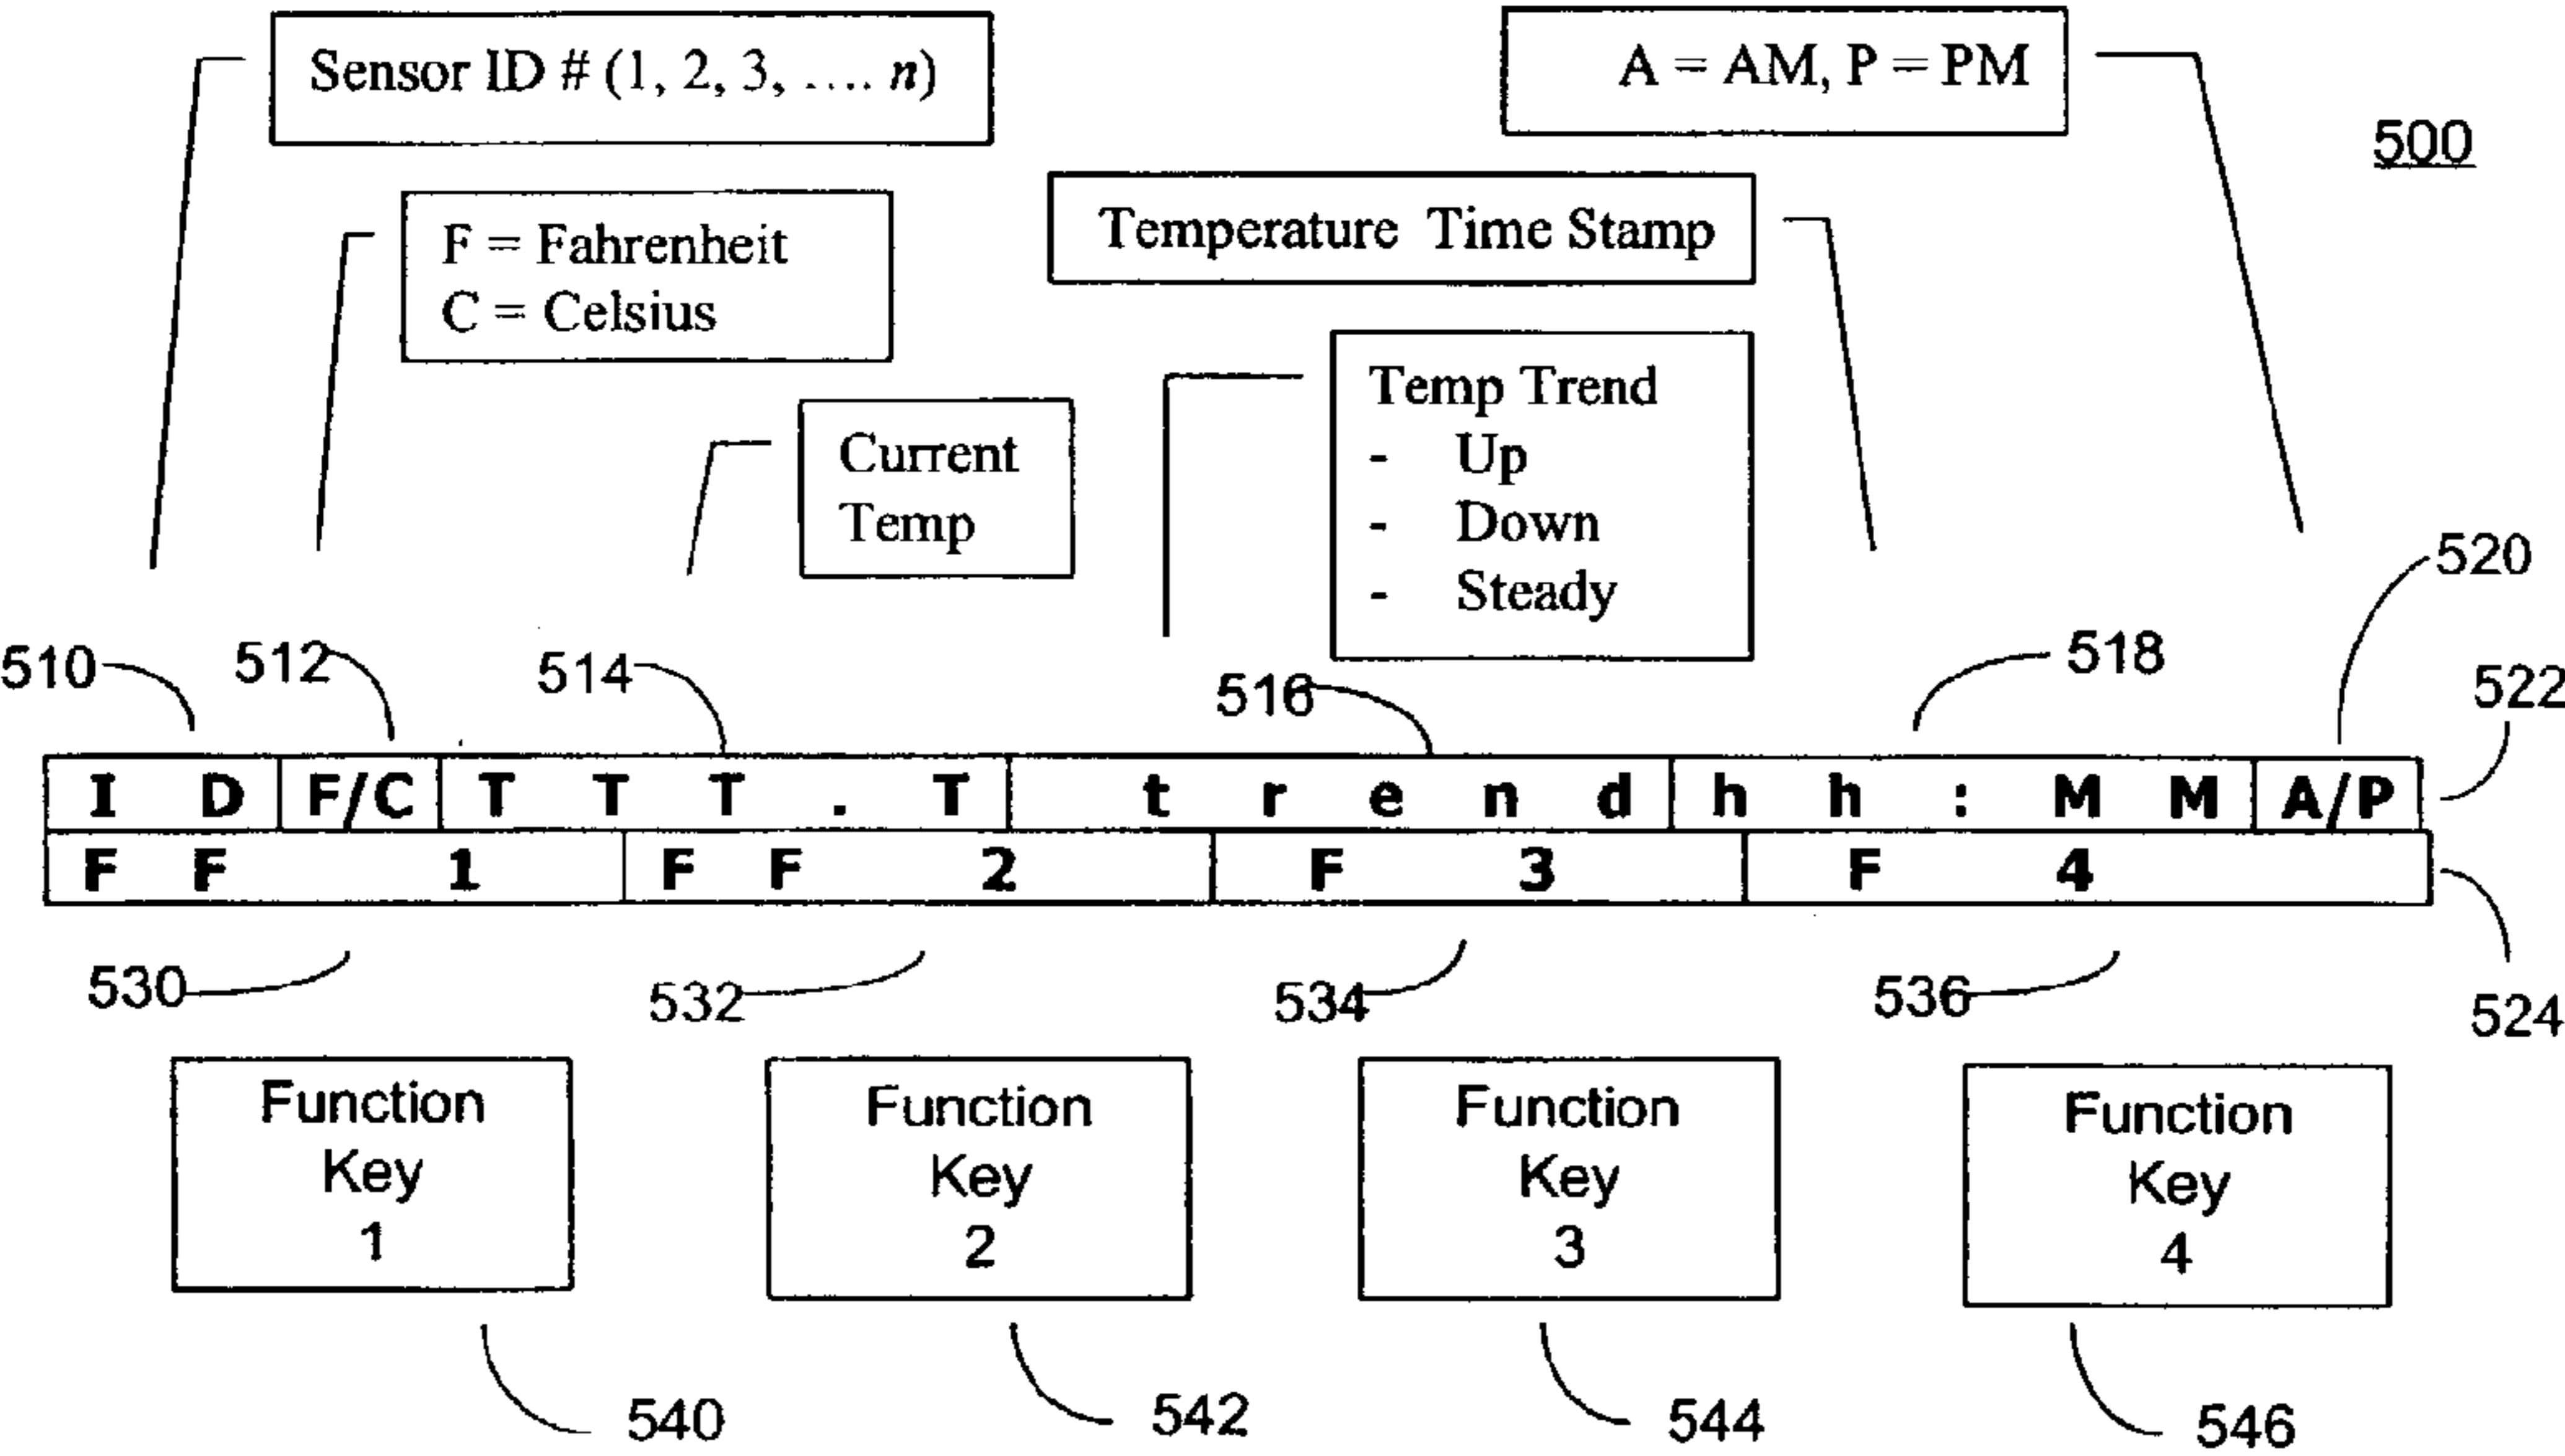 Sensor ID # (1, 2, 3, .... n)
A = AM, P = PM
500
F = Fahrenheit
C = Celsius
Temperature Time Stamp
Temp Trend
- Up
- Down
- Steady
Current
Temp
520
510
512
514
516
518
522
I D F/C T T T . T t r e n d h h : M M A/P
F F 1 F F 2 F 3 F 4
530
532
534
536
524
Function
Key
1
Function
Key
2
Function
Key
3
Function
Key
4
540
542
544
546